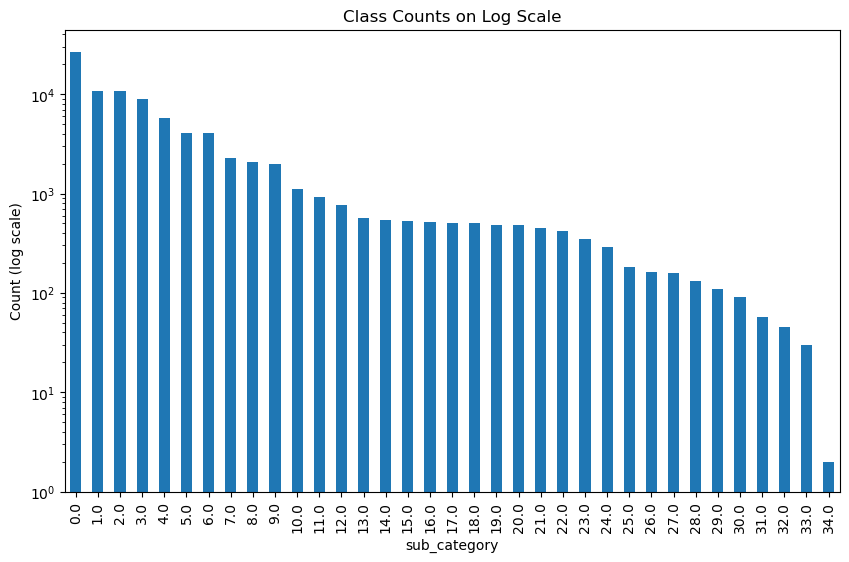 Class Counts on Log Scale
Count (log scale)
10^4
10^3
10^2
10^1
10^0
0.0 1.0 2.0 3.0 4.0 5.0 6.0 7.0 8.0 9.0 10.0 11.0 12.0 13.0 14.0 15.0 16.0 17.0 18.0 19.0 20.0 21.0 22.0 23.0 24.0 25.0 26.0 27.0 28.0 29.0 30.0 31.0 32.0 33.0 34.0
sub_category